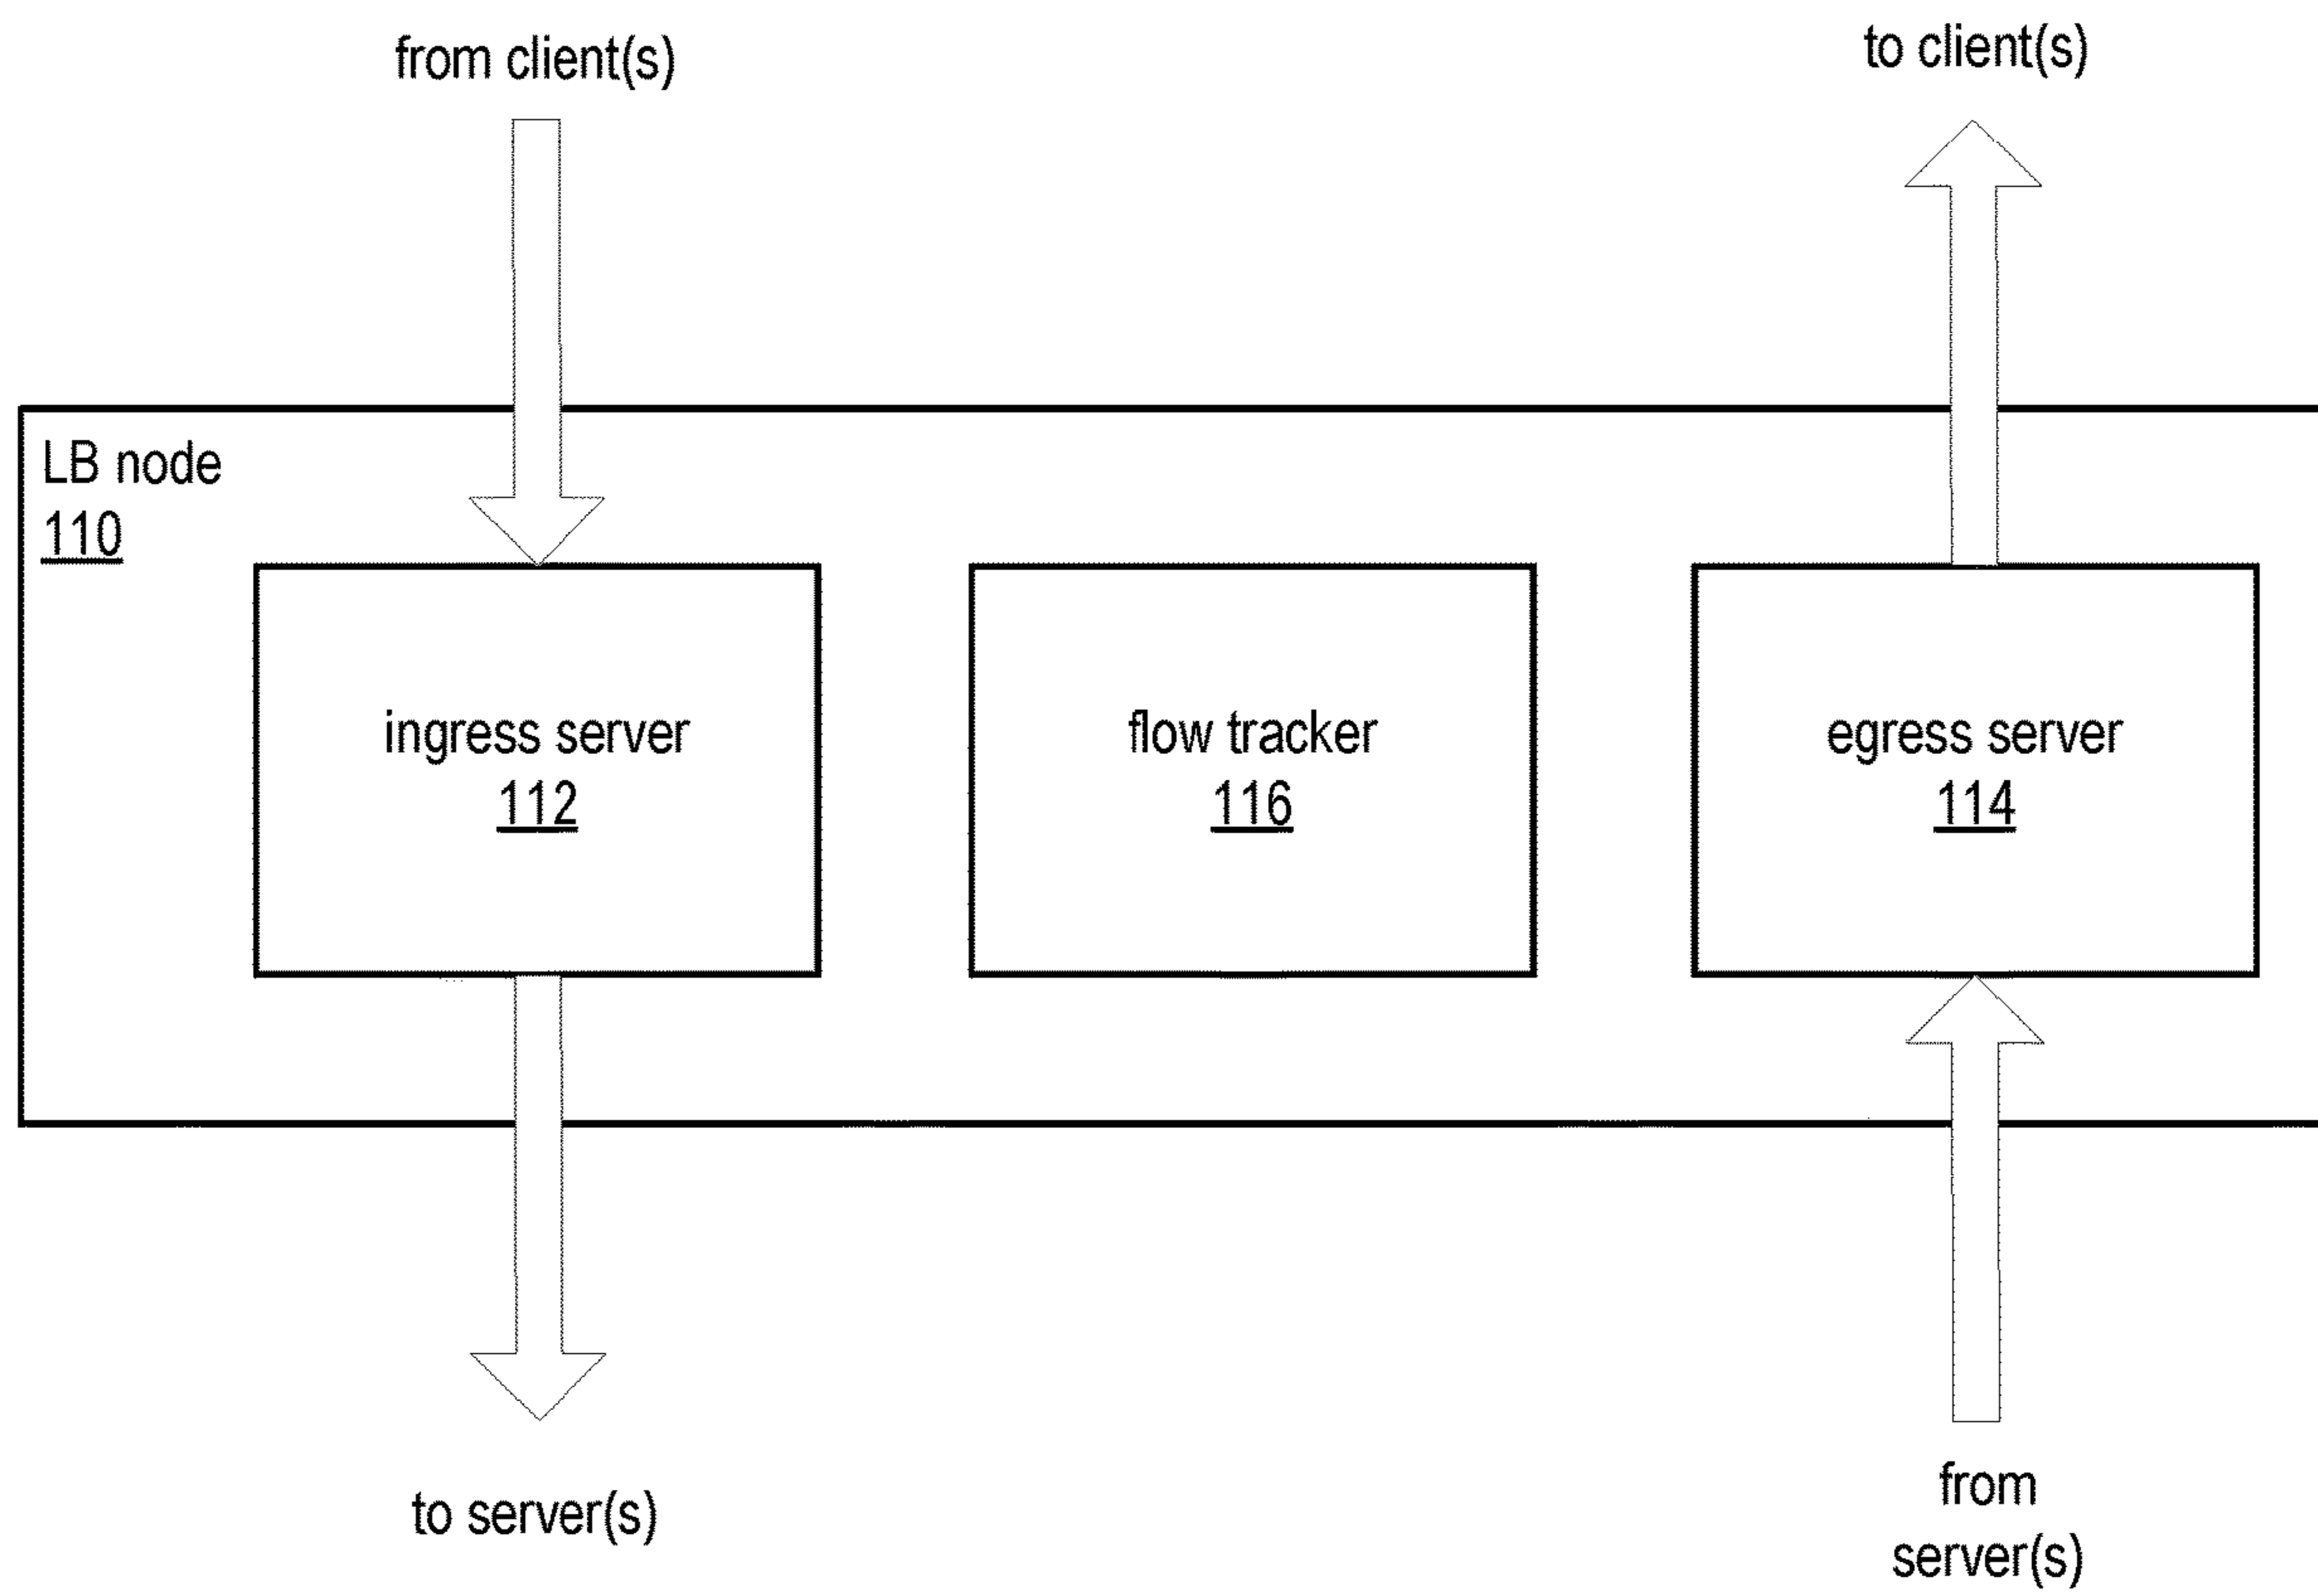 from client(s)
to client(s)
LB node
110
ingress server
112
flow tracker
116
egress server
114
to server(s)
from
server(s)